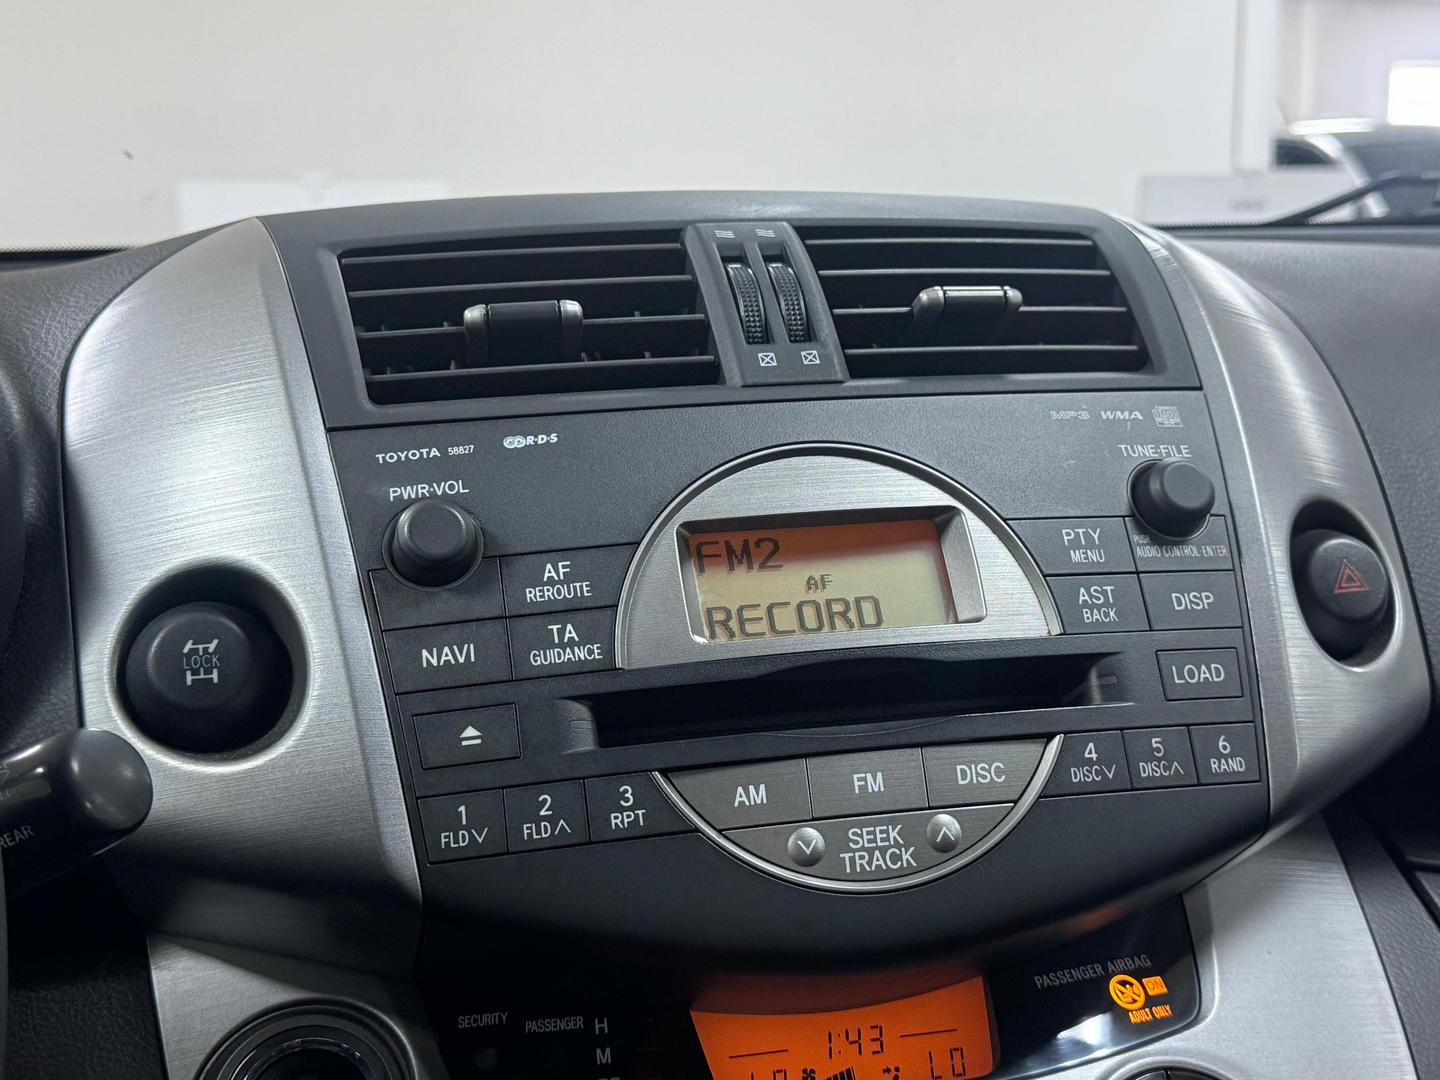 MP3 WMA
TOYOTA 58827
R·D·S
TUNE·FILE
PWR·VOL
FM2
AF
RECORD
AF
REROUTE
PTY
MENU
PUSH
AUDIO CONTROL·ENTER
NAVI
TA
GUIDANCE
AST
BACK
DISP
LOCK
LOAD
1
FLD
2
FLD
3
RPT
AM
FM
DISC
4
DISC
5
DISC
6
RAND
SEEK
TRACK
REAR
SECURITY
PASSENGER
H
M
1:43
LO
LO
PASSENGER AIRBAG
ON
ADULT ONLY